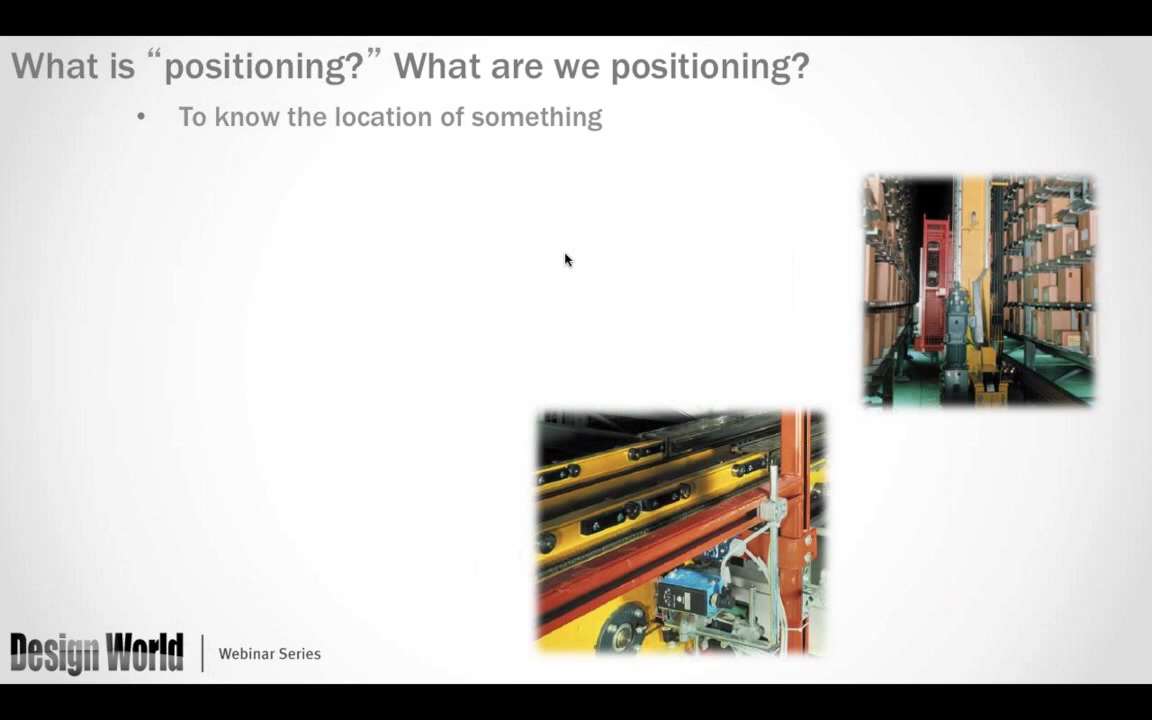 What is “positioning?” What are we positioning?
• To know the location of something
Design World
Webinar Series